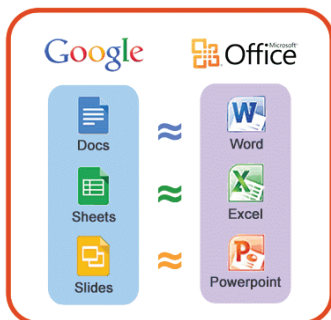 Google
Microsoft
Office
Docs ≈ Word
Sheets ≈ Excel
Slides ≈ Powerpoint